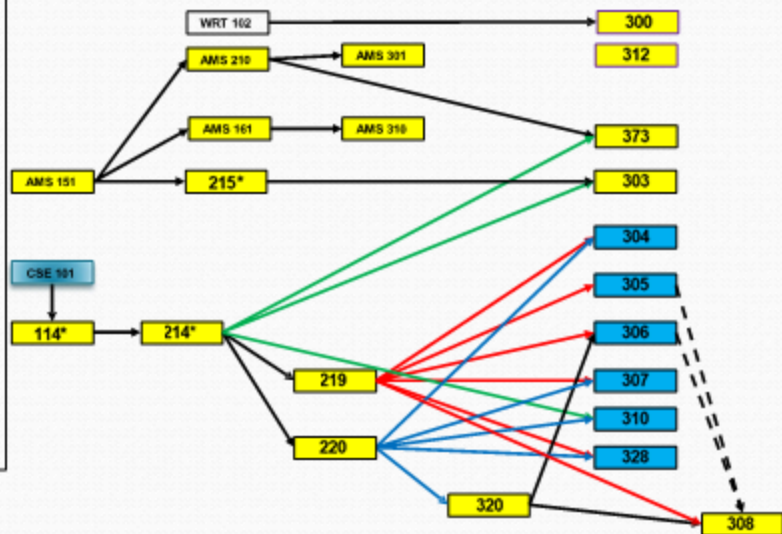 WRT 102
300
AMS 210
AMS 301
312
AMS 161
AMS 310
373
AMS 151
215*
303
304
CSE 101
305
114*
214*
306
219
307
310
220
328
320
308